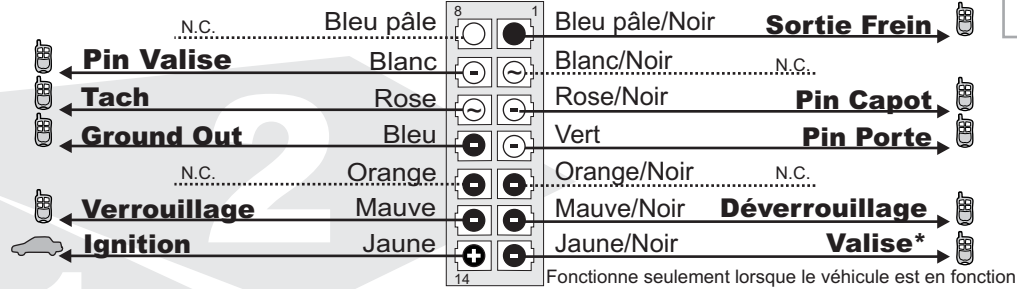 8 1
N.C. Bleu pâle Bleu pâle/Noir Sortie Frein
Pin Valise Blanc Blanc/Noir N.C.
Tach Rose Rose/Noir Pin Capot
Ground Out Bleu Vert Pin Porte
N.C. Orange Orange/Noir N.C.
Verrouillage Mauve Mauve/Noir Déverrouillage
Ignition Jaune Jaune/Noir Valise*
14 Fonctionne seulement lorsque le véhicule est en fonction
2